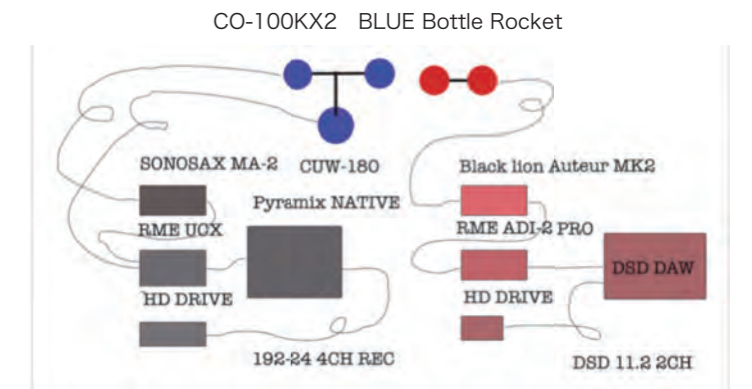 CO-100KX2 BLUE Bottle Rocket
SONOSAX MA-2
CUW-180
Black lion Auteur MK2
Pyramix NATIVE
RME UCX
RME ADI-2 PRO
DSD DAW
HD DRIVE
HD DRIVE
192-24 4CH REC
DSD 11.2 2CH